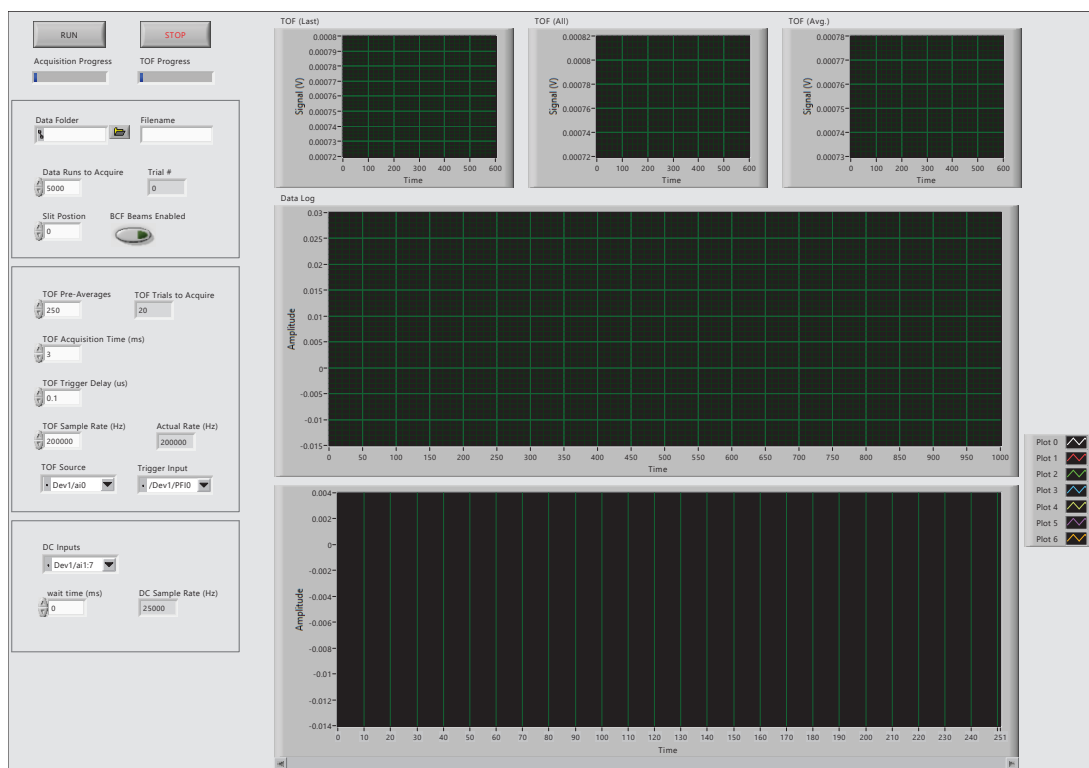 RUN
STOP
Acquisition Progress
TOF Progress
Data Folder
Filename
Data Runs to Acquire
Trial #
5000
0
Slit Postion
BCF Beams Enabled
0
TOF Pre-Averages
TOF Trials to Acquire
250
20
TOF Acquisition Time (ms)
3
TOF Trigger Delay (us)
0.1
TOF Sample Rate (Hz)
Actual Rate (Hz)
200000
200000
TOF Source
Trigger Input
Dev1/ai0
/Dev1/PFI0
DC Inputs
Dev1/ai1:7
wait time (ms)
DC Sample Rate (Hz)
0
25000
TOF (Last)
Signal (V)
0.0008
0.00079
0.00078
0.00077
0.00076
0.00075
0.00074
0.00073
0.00072
0 100 200 300 400 500 600
Time
TOF (All)
Signal (V)
0.00082
0.0008
0.00078
0.00076
0.00074
0.00072
0 100 200 300 400 500 600
Time
TOF (Avg.)
Signal (V)
0.00078
0.00077
0.00076
0.00075
0.00074
0.00073
0 100 200 300 400 500 600
Time
Data Log
Amplitude
0.03
0.025
0.02
0.015
0.01
0.005
0
-0.005
-0.01
-0.015
0 50 100 150 200 250 300 350 400 450 500 550 600 650 700 750 800 850 900 950 1000
Time
Amplitude
0.004
0.002
0
-0.002
-0.004
-0.006
-0.008
-0.01
-0.012
-0.014
0 10 20 30 40 50 60 70 80 90 100 110 120 130 140 150 160 170 180 190 200 210 220 230 240 251
Time
Plot 0
Plot 1
Plot 2
Plot 3
Plot 4
Plot 5
Plot 6